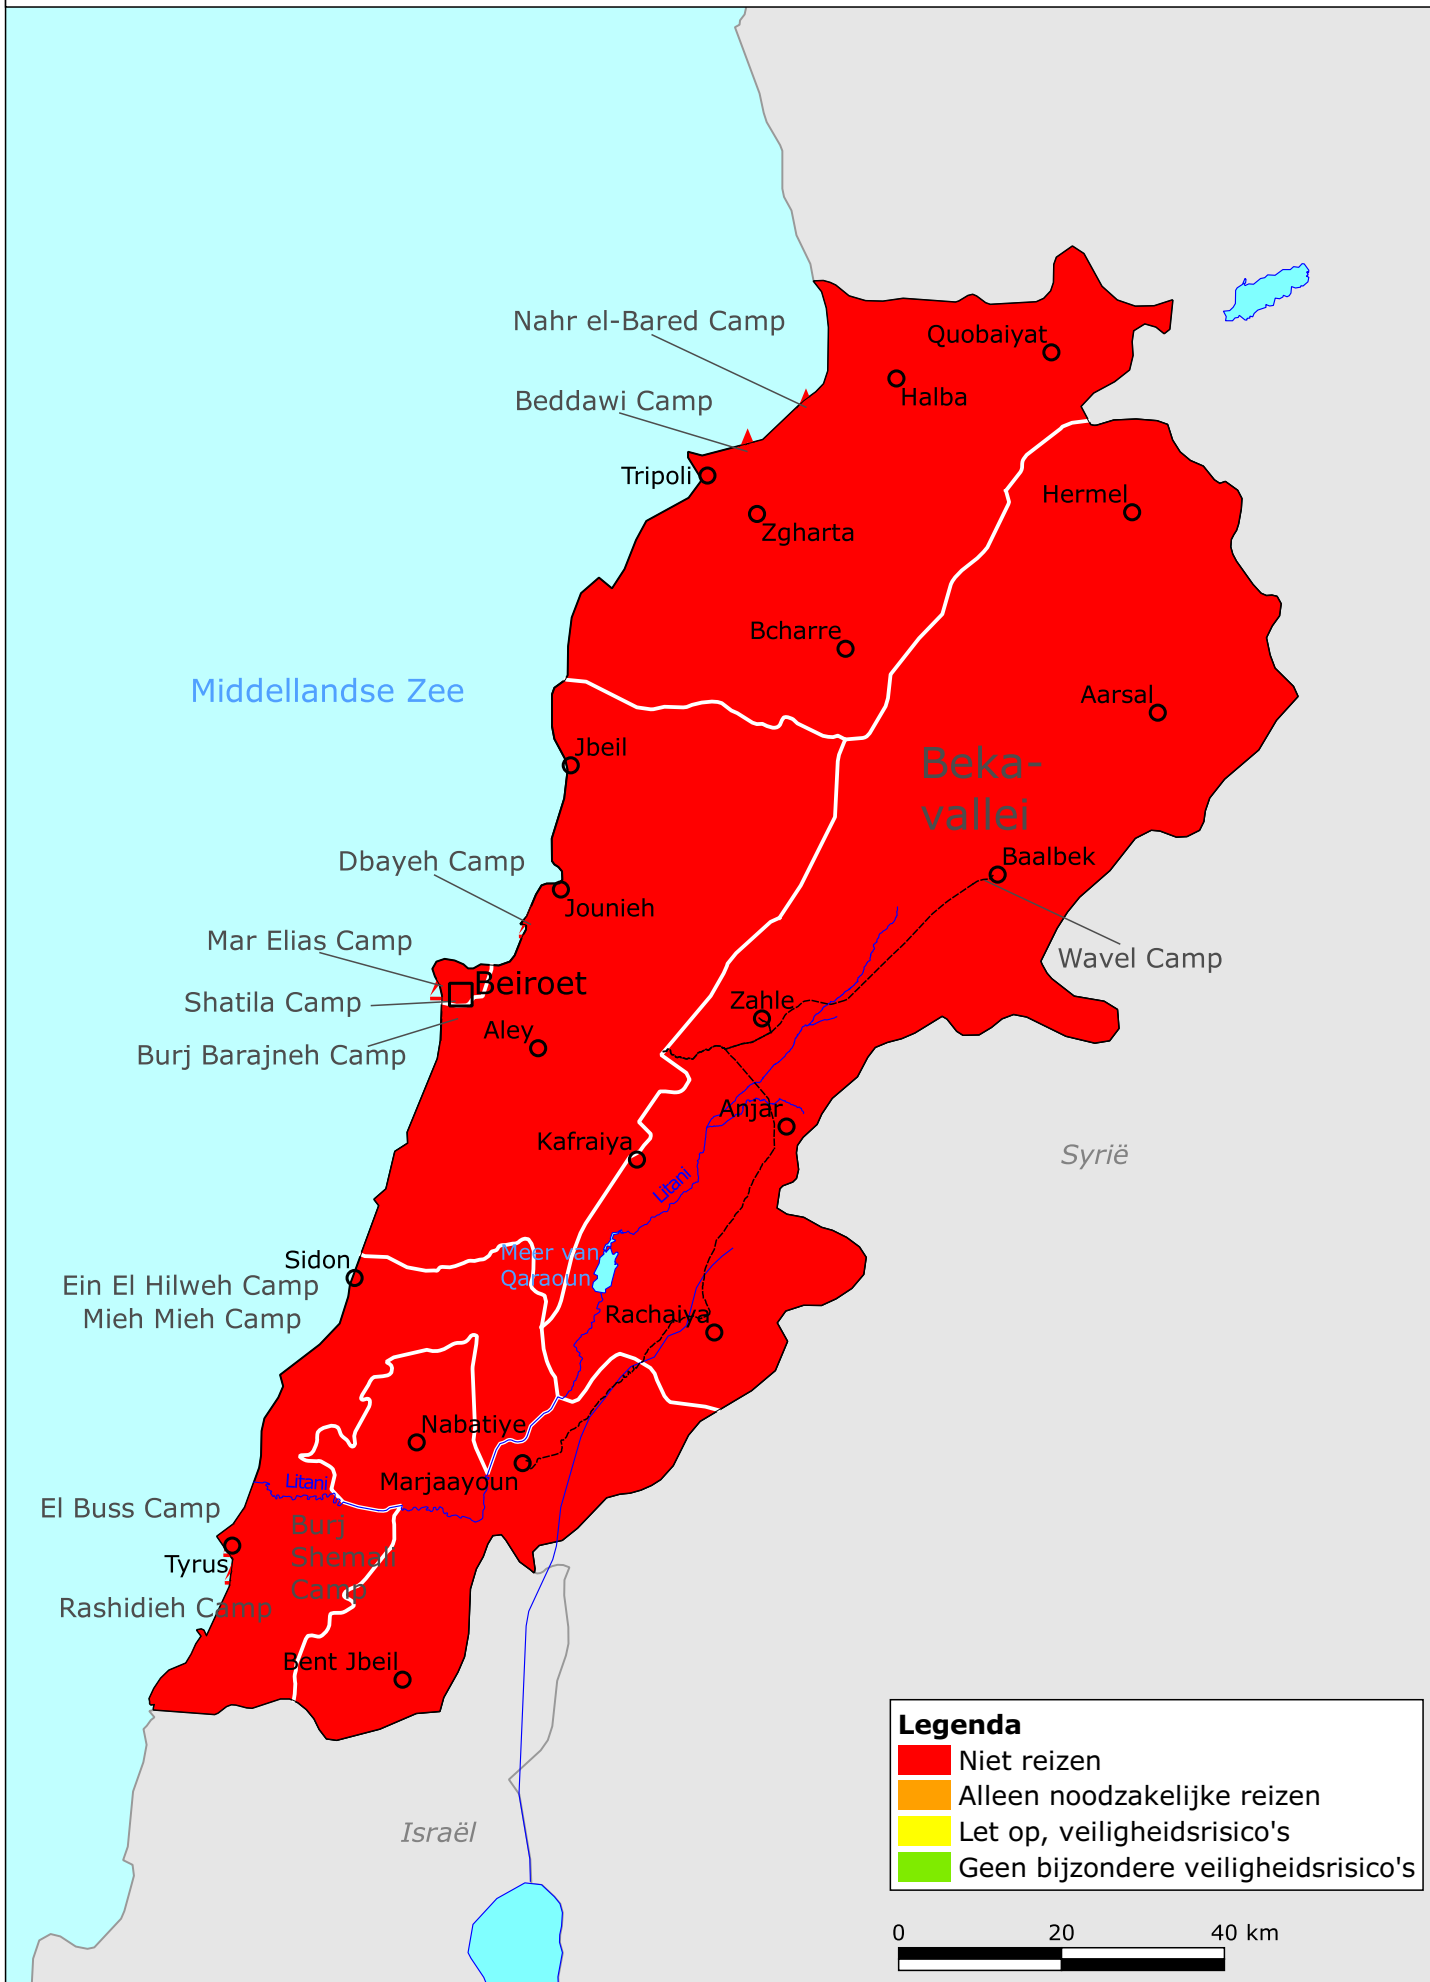 Nahr el-Bared Camp
Quobaiyat
Halba
Beddawi Camp
Tripoli
Hermel
Zgharta
Bcharre
Middellandse Zee
Aarsal
Jbeil
Beka-
vallei
Baalbek
Dbayeh Camp
Jounieh
Mar Elias Camp
Wavel Camp
Beiroet
Shatila Camp
Zahle
Aley
Burj Barajneh Camp
Anjar
Kafraiya
Syrië
Litani
Sidon
Meer van
Qaraoun
Ein El Hilweh Camp
Mieh Mieh Camp
Rachaiya
Nabatiye
Marjaayoun
Litani
El Buss Camp
Burj
Shemali
Camp
Tyrus
Rashidieh Camp
Bent Jbeil
Israël
Legenda
Niet reizen
Alleen noodzakelijke reizen
Let op, veiligheidsrisico's
Geen bijzondere veiligheidsrisico's
0 20 40 km